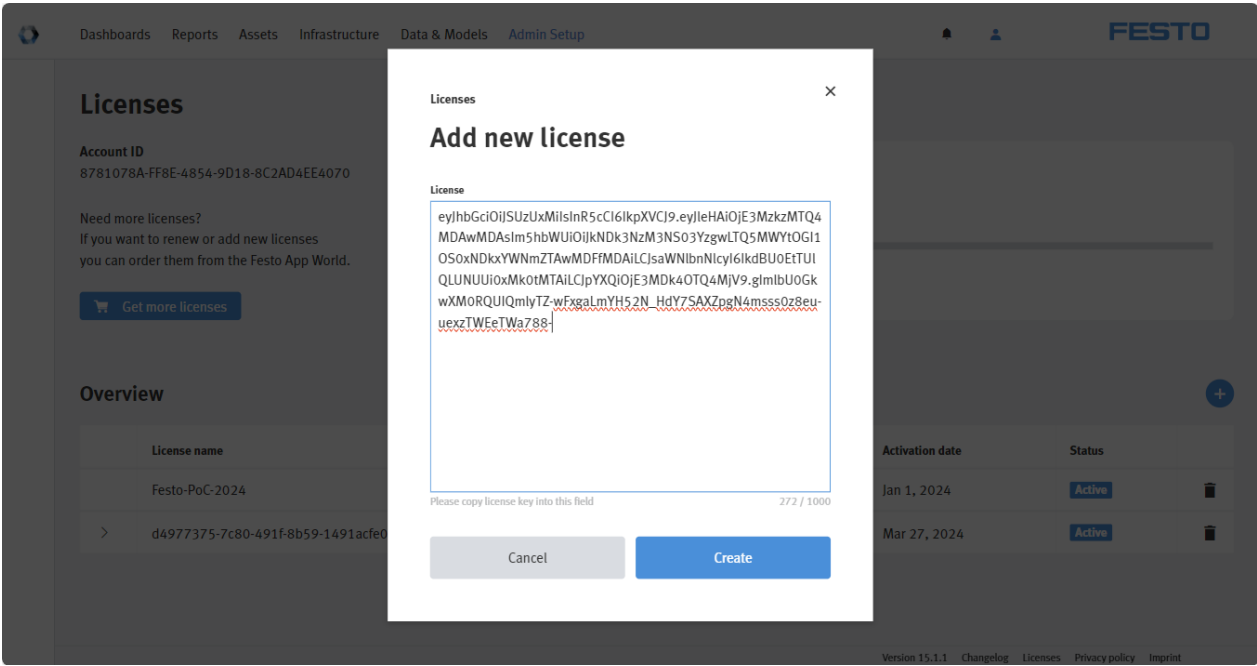 Dashboards Reports Assets Infrastructure Data & Models Admin Setup FESTO
Licenses
Account ID
8781078A-FF8E-4854-9D18-8C2AD4EE4070
Need more licenses?
If you want to renew or add new licenses
you can order them from the Festo App World.
Get more licenses
Overview
License name Activation date Status
Festo-PoC-2024 Jan 1, 2024 Active
d4977375-7c80-491f-8b59-1491acfe0 Mar 27, 2024 Active
Licenses
Add new license
License
eyJhbGciOiJSUzUxMiIsInR5cCI6IkpXVCJ9.eyJleHAiOjE3MzkzMTQ4
MDAwMDAsIm5hbWUiOiJkNDk3NzM3NS03YzgwLTQ5MWYtOGI1
OS0xNDkxYWNmZTAwMDFfMDAiLCJsaWNlbnNlcyI6IkdBU0EtTUl
QLUNUUi0xMk0tMTAiLCJpYXQiOjE3MDk4OTQ4MjV9.gImlbU0Gk
wXM0RQUIQmlyTZ-wFxgaLmYH52N_HdY7SAXZpgN4msss0z8eu-
uexzTWEeTWa788-
Please copy license key into this field 272 / 1000
Cancel Create
Version 15.1.1 Changelog Licenses Privacy policy Imprint